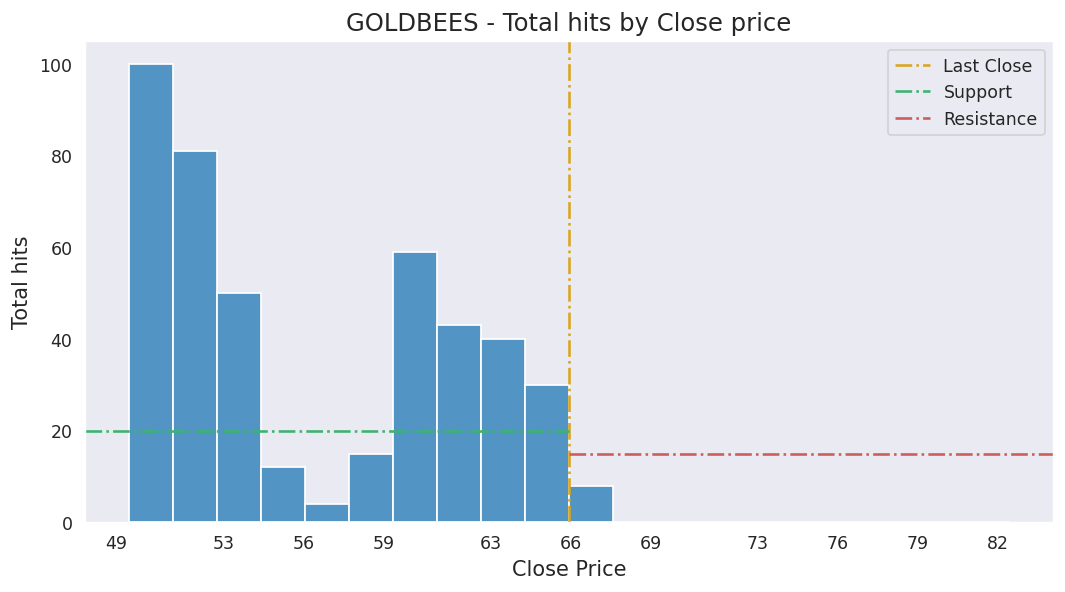 GOLDBEES - Total hits by Close price
Last Close
Support
Resistance
Total hits
100
80
60
40
20
0
49 53 56 59 63 66 69 73 76 79 82
Close Price